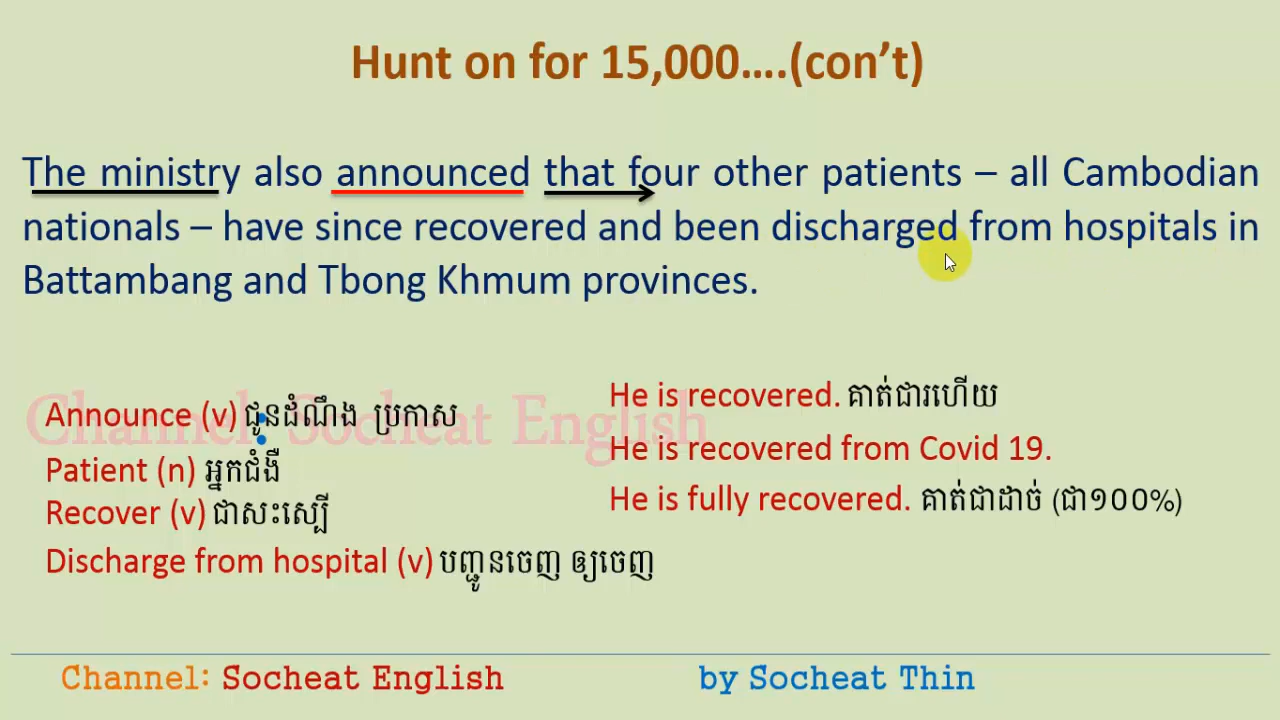 Hunt on for 15,000….(con’t)
The ministry also announced that four other patients – all Cambodian
nationals – have since recovered and been discharged from hospitals in
Battambang and Tbong Khmum provinces.
Channel: Socheat English
Announce (v) ជូនដំណឹង ប្រកាស
Patient (n) អ្នកជំងឺ
Recover (v) ជាសះស្បើ
Discharge from hospital (v) បញ្ជូនចេញ ឲ្យចេញ
He is recovered. គាត់ជារហើយ
He is recovered from Covid 19.
He is fully recovered. គាត់ជាដាច់ (ជា១០០%)
Channel: Socheat English
by Socheat Thin